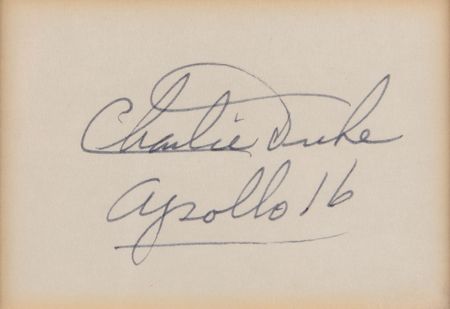 Charlie Duke
Apollo 16